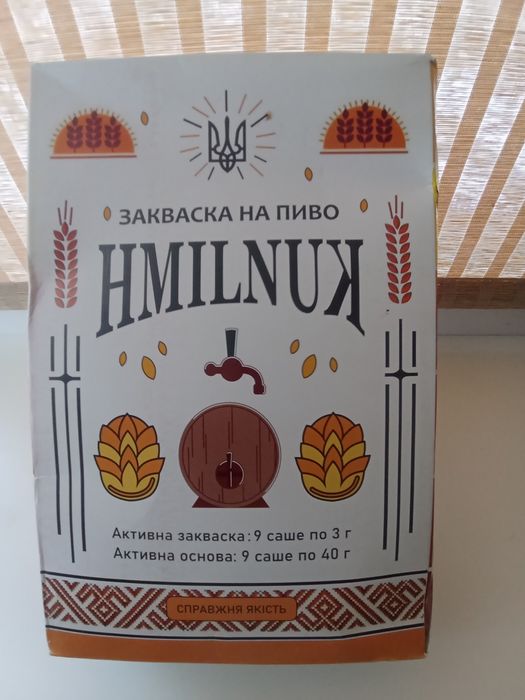 ЗАКВАСКА НА ПИВО
HMILNUK
Активна закваска: 9 саше по 3 г
Активна основа: 9 саше по 40 г
СПРАВЖНЯ ЯКІСТЬ